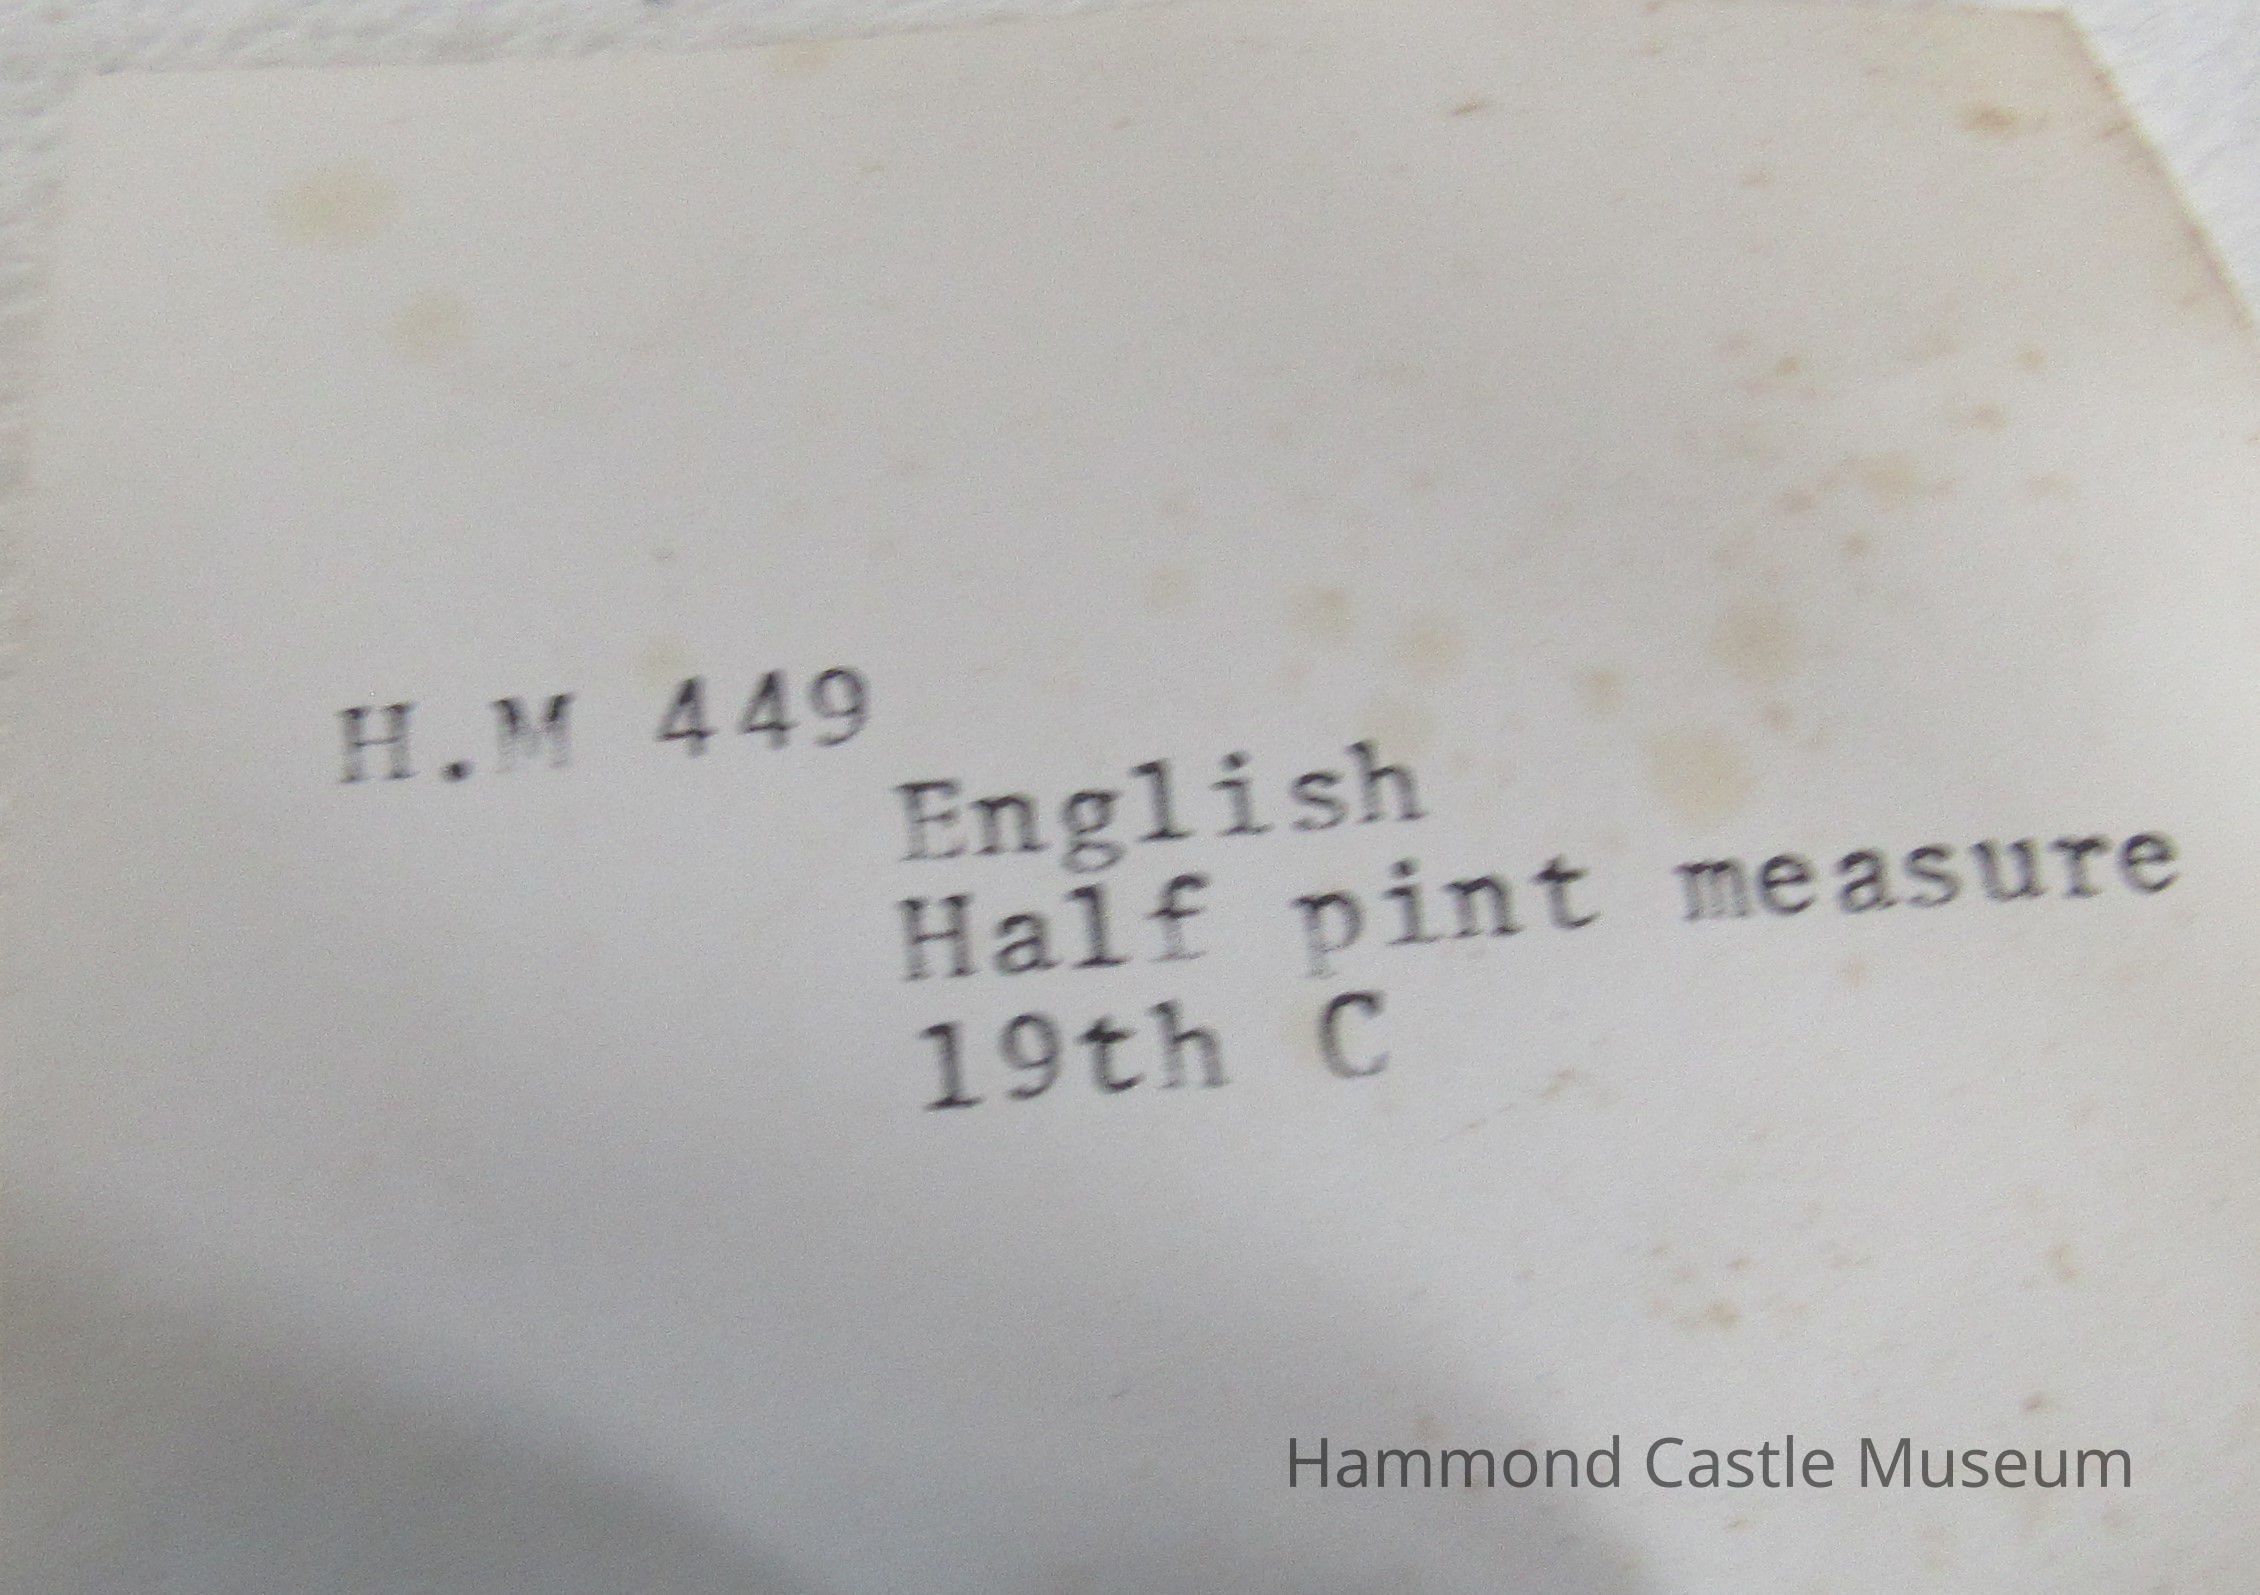 H.M 449
English
Half pint measure
19th C
Hammond Castle Museum